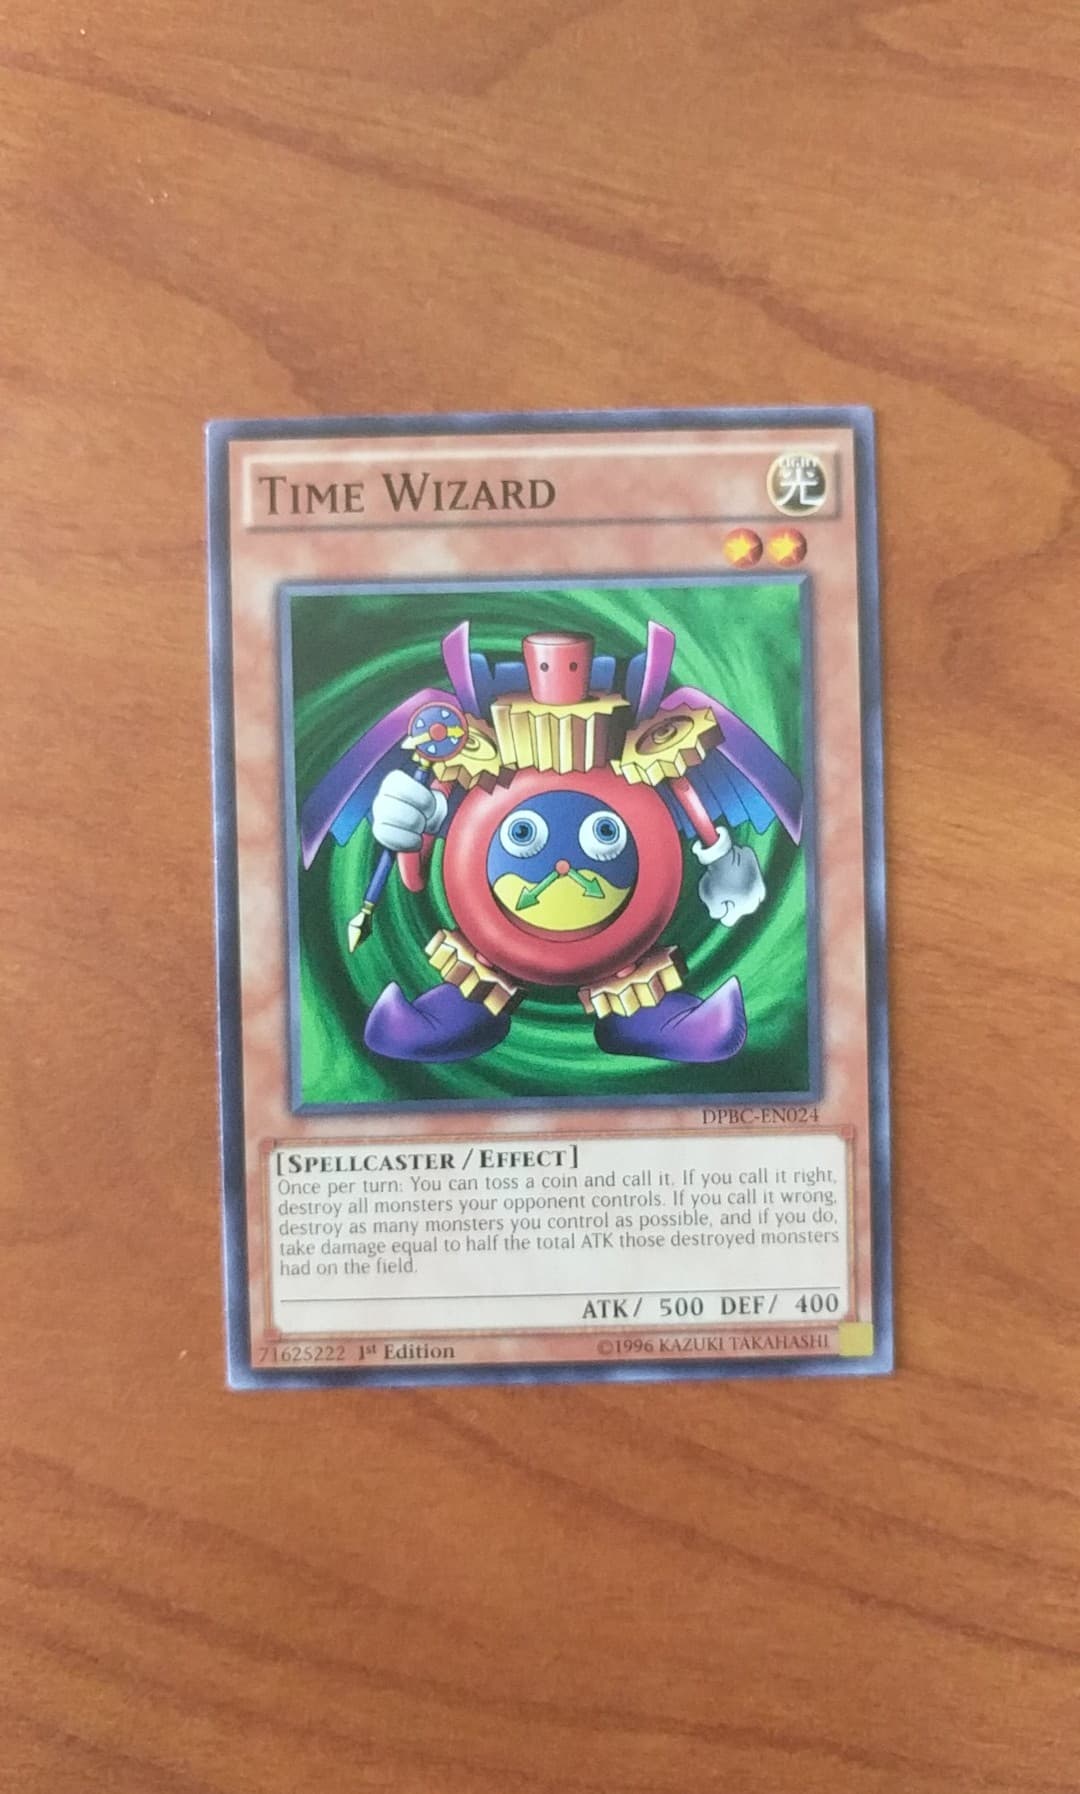 TIME WIZARD
LIGHT
光
DPBC-EN024
[SPELLCASTER / EFFECT]
Once per turn: You can toss a coin and call it. If you call it right,
destroy all monsters your opponent controls. If you call it wrong,
destroy as many monsters you control as possible, and if you do,
take damage equal to half the total ATK those destroyed monsters
had on the field.
ATK/ 500 DEF/ 400
71625222 1st Edition ©1996 KAZUKI TAKAHASHI